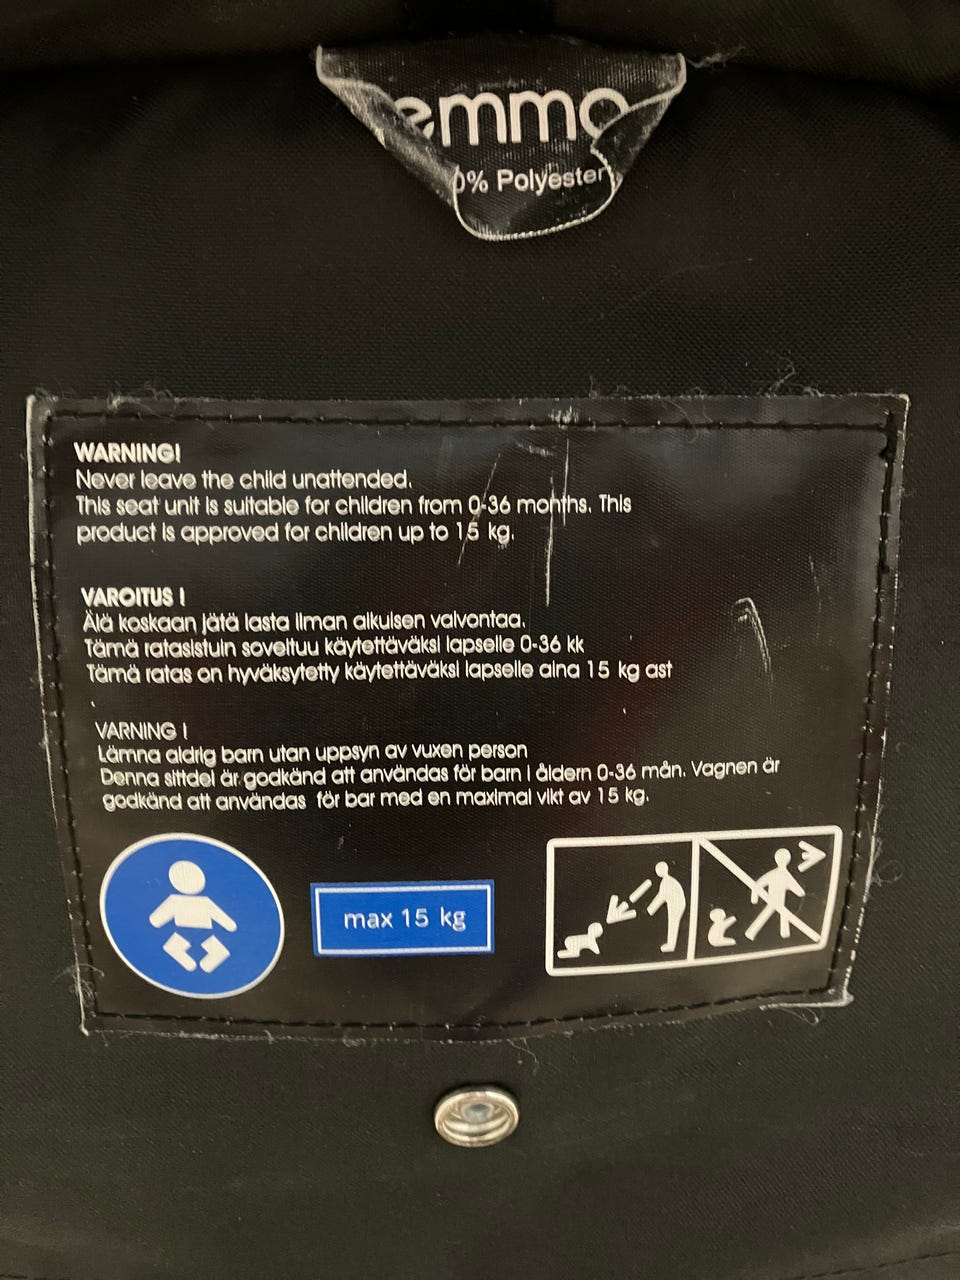 emmo
0% Polyester
WARNING!
Never leave the child unattended.
This seat unit is suitable for children from 0-36 months. This
product is approved for children up to 15 kg.
VAROITUS !
Älä koskaan jätä lasta ilman aikuisen valvontaa.
Tämä ratasistuin soveltuu käytettäväksi lapselle 0-36 kk
Tämä ratas on hyväksytetty käytettäväksi lapselle aina 15 kg ast
VARNING !
Lämna aldrig barn utan uppsyn av vuxen person
Denna sittdel är godkänd att användas för barn i åldern 0-36 mån. Vagnen är
godkänd att användas för bar med en maximal vikt av 15 kg.
max 15 kg